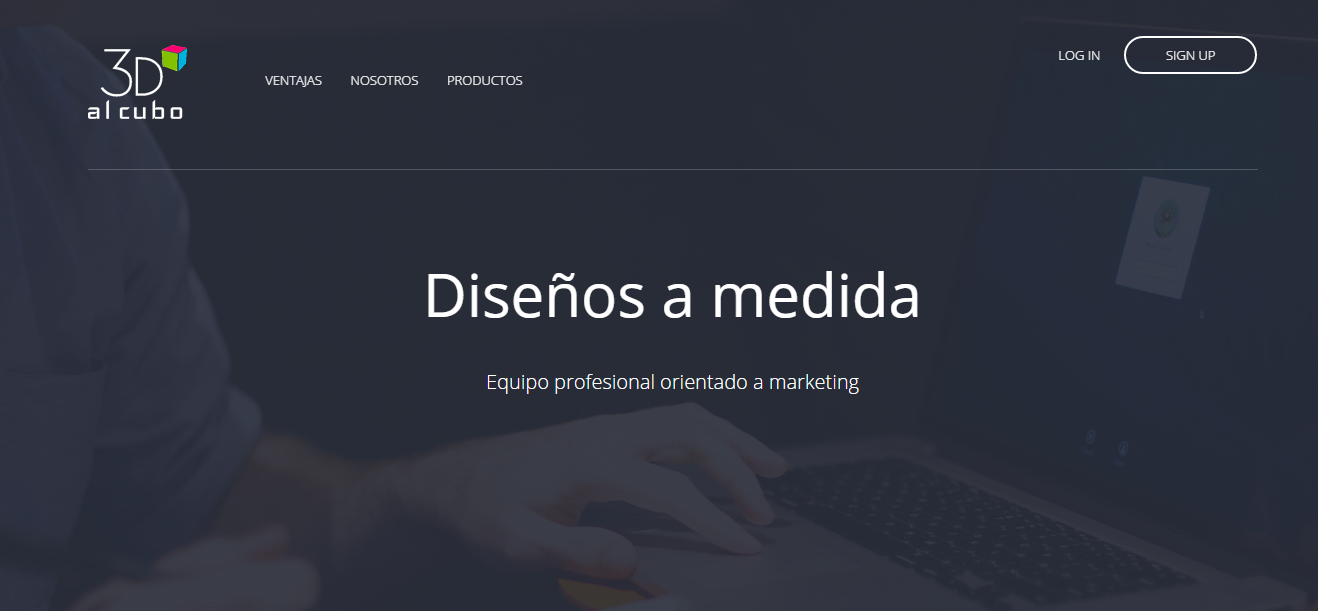 3D
al cubo
VENTAJAS NOSOTROS PRODUCTOS
LOG IN SIGN UP
Diseños a medida
Equipo profesional orientado a marketing